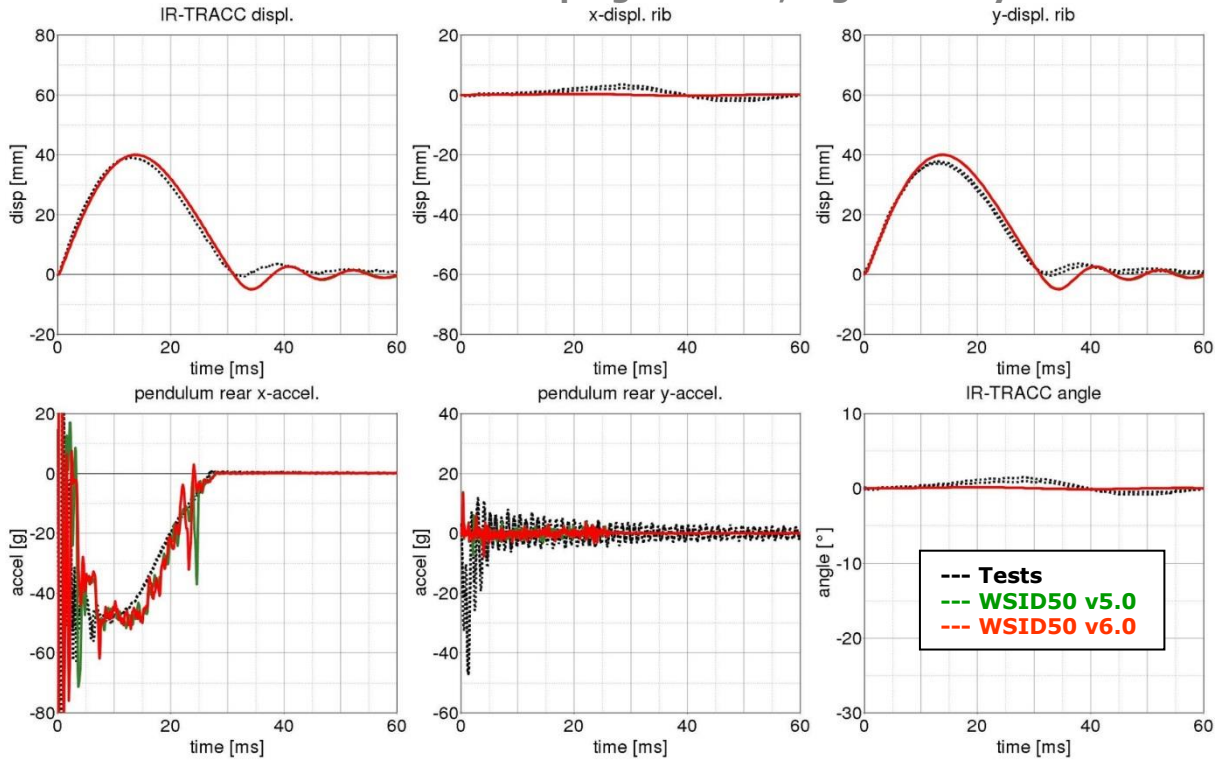 IR-TRACC displ.
x-displ. rib
y-displ. rib
80
60
40
20
0
-20
disp [mm]
0
20
40
60
time [ms]
20
0
-20
-40
-60
-80
disp [mm]
0
20
40
60
time [ms]
80
60
40
20
0
-20
disp [mm]
0
20
40
60
time [ms]
pendulum rear x-accel.
pendulum rear y-accel.
IR-TRACC angle
20
0
-20
-40
-60
-80
accel [g]
0
20
40
60
time [ms]
40
20
0
-20
-40
-60
accel [g]
0
20
40
60
time [ms]
10
0
-10
-20
-30
angle [°]
0
20
40
60
time [ms]
Tests
WSID50 v5.0
WSID50 v6.0